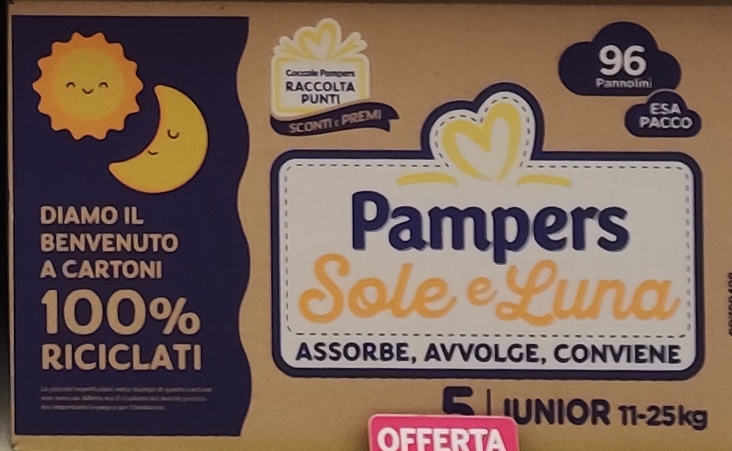 Coccole Pampers
RACCOLTA
PUNTI
SCONTI e PREMI
96
Pannolini
ESA
PACCO
DIAMO IL
BENVENUTO
A CARTONI
100%
RICICLATI
Pampers
Sole e Luna
ASSORBE, AVVOLGE, CONVIENE
5 | JUNIOR 11-25kg
OFFERTA